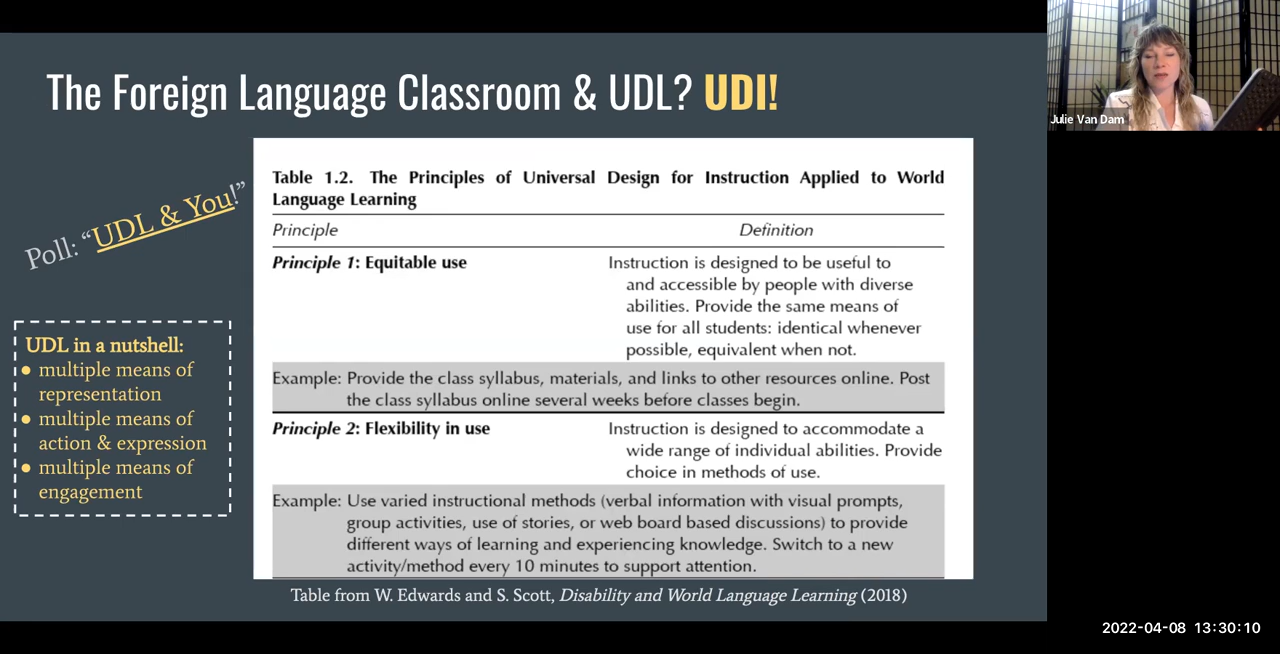 The Foreign Language Classroom & UDL? UDI!
Poll: “UDL & You!”
UDL in a nutshell:
● multiple means of
representation
● multiple means of
action & expression
● multiple means of
engagement
Table 1.2. The Principles of Universal Design for Instruction Applied to World
Language Learning
Principle Definition
Principle 1: Equitable use Instruction is designed to be useful to
and accessible by people with diverse
abilities. Provide the same means of
use for all students: identical whenever
possible, equivalent when not.
Example: Provide the class syllabus, materials, and links to other resources online. Post
the class syllabus online several weeks before classes begin.
Principle 2: Flexibility in use Instruction is designed to accommodate a
wide range of individual abilities. Provide
choice in methods of use.
Example: Use varied instructional methods (verbal information with visual prompts,
group activities, use of stories, or web board based discussions) to provide
different ways of learning and experiencing knowledge. Switch to a new
activity/method every 10 minutes to support attention.
Table from W. Edwards and S. Scott, Disability and World Language Learning (2018)
Julie Van Dam
2022-04-08 13:30:10